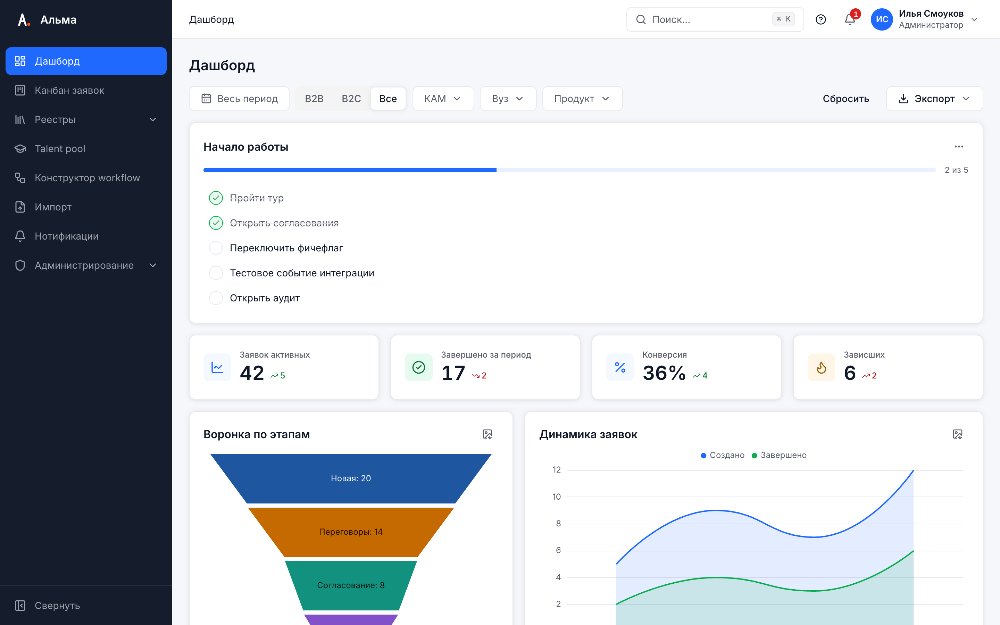 A. Альма
Дашборд
Поиск...
⌘ K
1
ИС
Илья Смоуков
Администратор
Дашборд
Канбан заявок
Реестры
Talent pool
Конструктор workflow
Импорт
Нотификации
Администрирование
Свернуть
Дашборд
Весь период
B2B
B2C
Все
КАМ
Вуз
Продукт
Сбросить
Экспорт
Начало работы
2 из 5
Пройти тур
Открыть согласования
Переключить фичефлаг
Тестовое событие интеграции
Открыть аудит
Заявок активных
42 5
Завершено за период
17 2
Конверсия
36% 4
Зависших
6 2
Воронка по этапам
Новая: 20
Переговоры: 14
Согласование: 8
Динамика заявок
Создано
Завершено
12
10
8
6
4
2